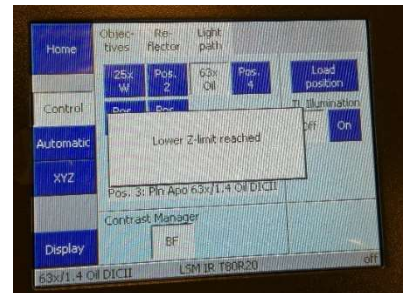 Home
Objec- Re- Light
tives flector path
25x Pos. 63x Pos. Load
W 2 Oil 4 position
Control Pos. Pos. TL Illumination
Off On
Automatic
Lower Z-limit reached
XYZ
Pos. 3: Pln Apo 63x/1.4 Oil DICII
Contrast Manager
Display BF
63x/1.4 Oil DICII LSM IR T80R20 off